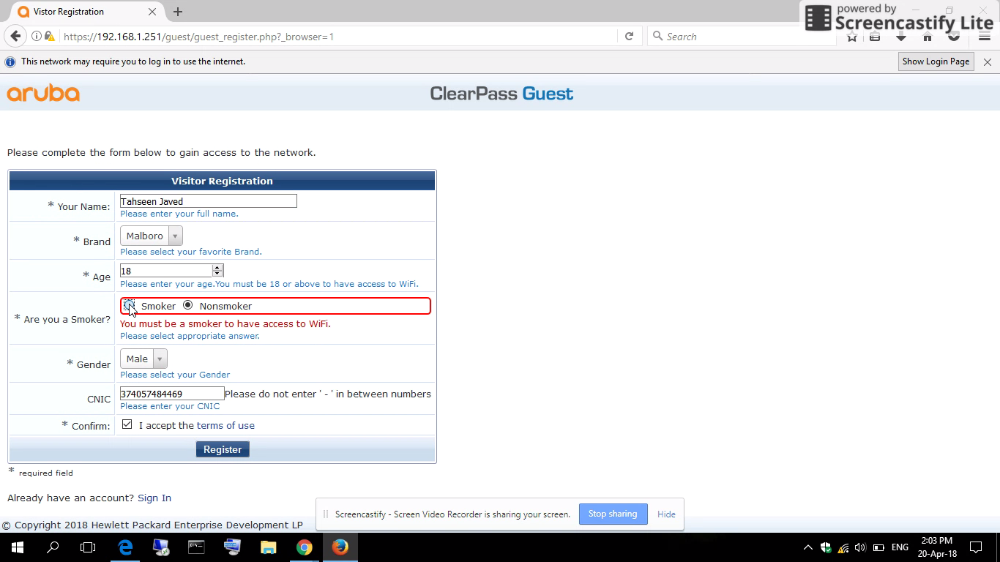 Vistor Registration
powered by
Screencastify Lite
https://192.168.1.251/guest/guest_register.php?_browser=1
Search
This network may require you to log in to use the internet.
Show Login Page
aruba
ClearPass Guest
Please complete the form below to gain access to the network.
Visitor Registration
* Your Name:
Tahseen Javed
Please enter your full name.
* Brand
Malboro
Please select your favorite Brand.
* Age
18
Please enter your age.You must be 18 or above to have access to WiFi.
* Are you a Smoker?
Smoker Nonsmoker
You must be a smoker to have access to WiFi.
Please select appropriate answer.
* Gender
Male
Please select your Gender
CNIC
374057484469 Please do not enter ' - ' in between numbers
Please enter your CNIC
* Confirm:
I accept the terms of use
Register
* required field
Already have an account? Sign In
Screencastify - Screen Video Recorder is sharing your screen.
Stop sharing
Hide
© Copyright 2018 Hewlett Packard Enterprise Development LP
ENG
2:03 PM
20-Apr-18